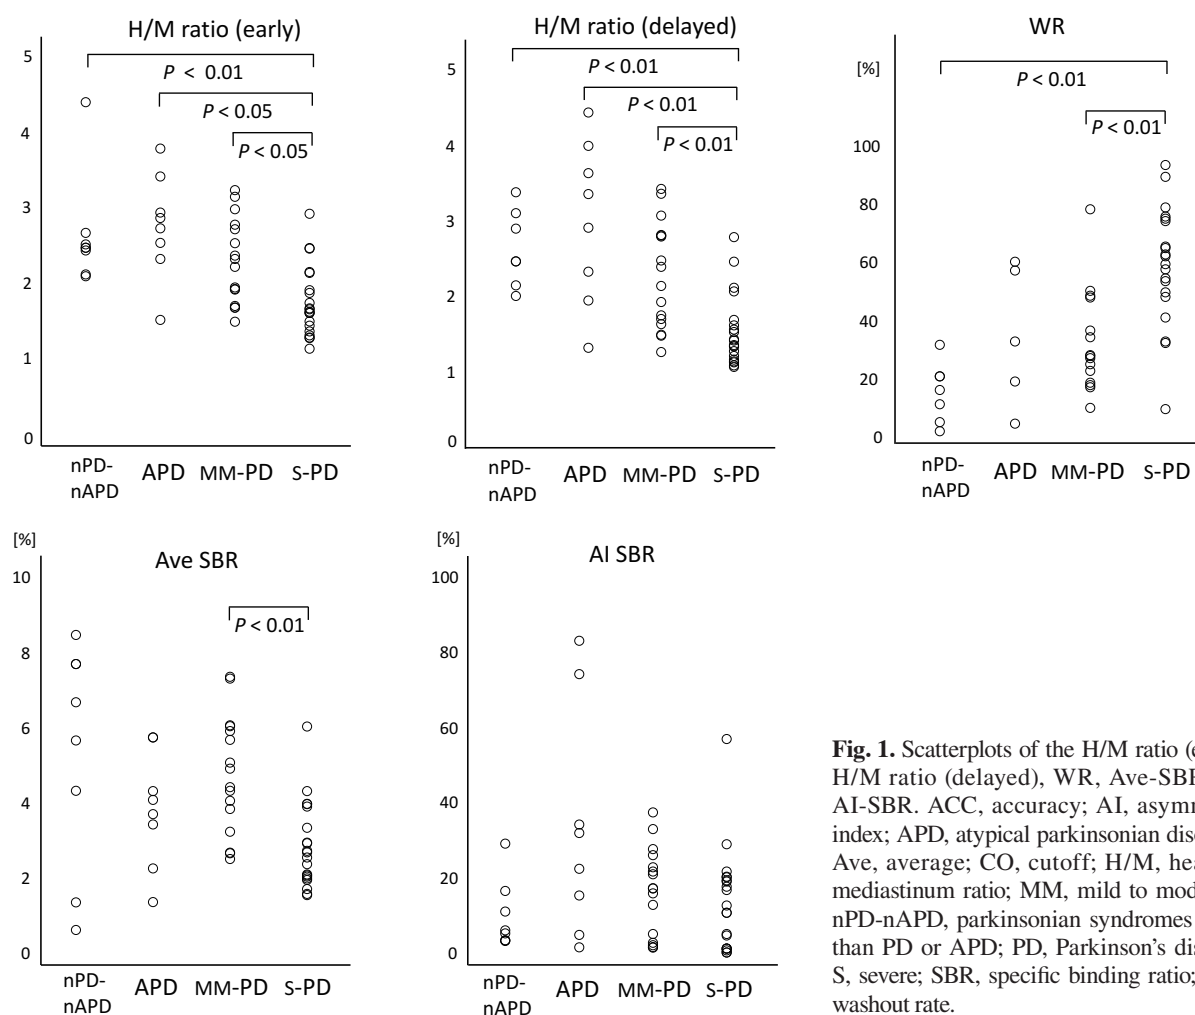 H/M ratio (early)
5
4
3
2
1
0
P < 0.01
P < 0.05
P < 0.05
nPD-
nAPD
APD
MM-PD
S-PD
H/M ratio (delayed)
5
4
3
2
1
0
P < 0.01
P < 0.01
P < 0.01
nPD-
nAPD
APD
MM-PD
S-PD
WR
[%]
100
80
60
40
20
0
P < 0.01
P < 0.01
nPD-
nAPD
APD
MM-PD
S-PD
[%]
Ave SBR
10
8
6
4
2
0
P < 0.01
nPD-
nAPD
APD
MM-PD
S-PD
[%]
AI SBR
100
80
60
40
20
0
nPD-
nAPD
APD
MM-PD
S-PD
Fig. 1. Scatterplots of the H/M ratio (e
H/M ratio (delayed), WR, Ave-SBR
AI-SBR. ACC, accuracy; AI, asymm
index; APD, atypical parkinsonian dise
Ave, average; CO, cutoff; H/M, hea
mediastinum ratio; MM, mild to mod
nPD-nAPD, parkinsonian syndromes
than PD or APD; PD, Parkinson's dis
S, severe; SBR, specific binding ratio;
washout rate.